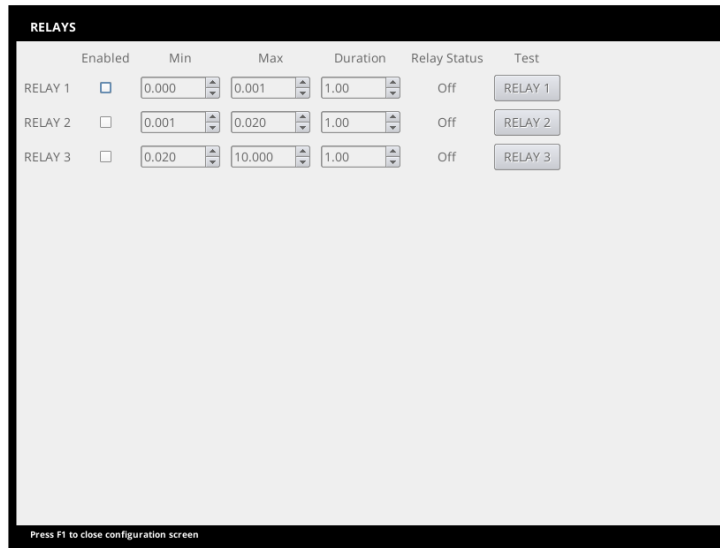 RELAYS
Enabled Min Max Duration Relay Status Test
RELAY 1 0.000 0.001 1.00 Off RELAY 1
RELAY 2 0.001 0.020 1.00 Off RELAY 2
RELAY 3 0.020 10.000 1.00 Off RELAY 3
Press F1 to close configuration screen